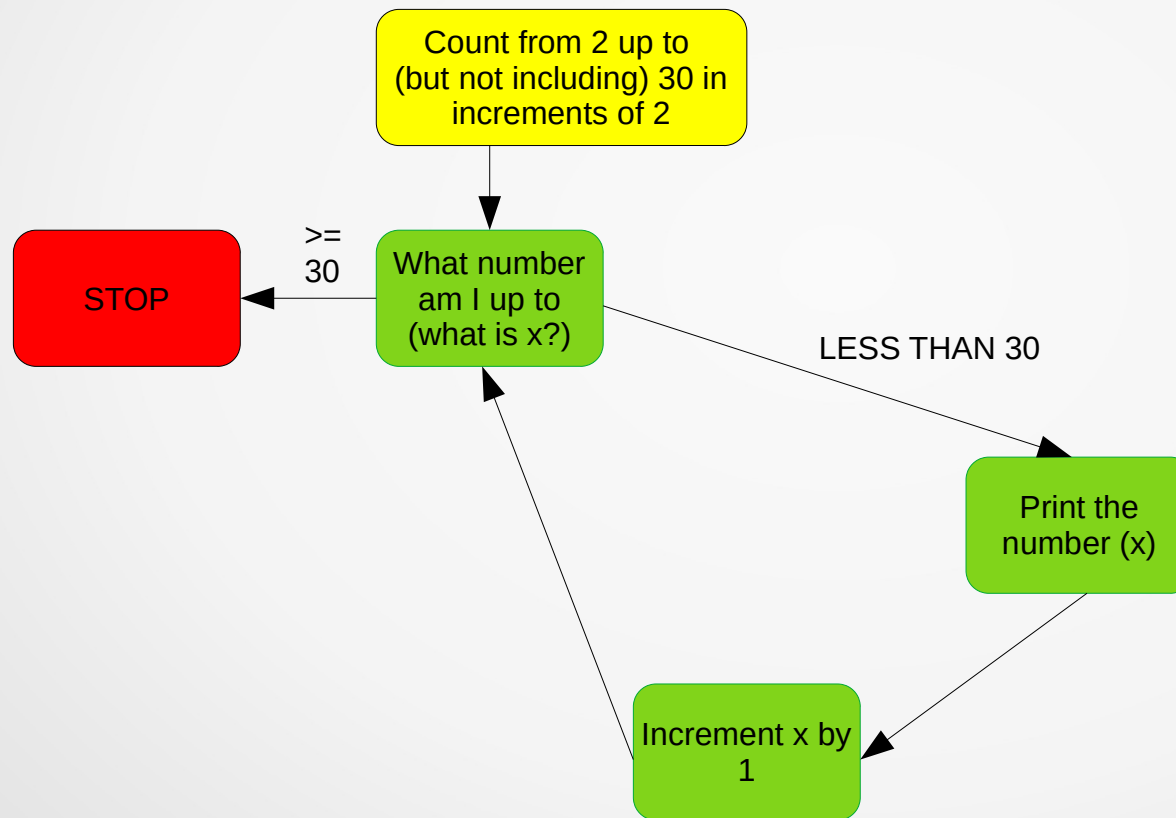 Count from 2 up to
(but not including) 30 in
increments of 2
>=
30
STOP
What number
am I up to
(what is x?)
LESS THAN 30
Print the
number (x)
Increment x by
1